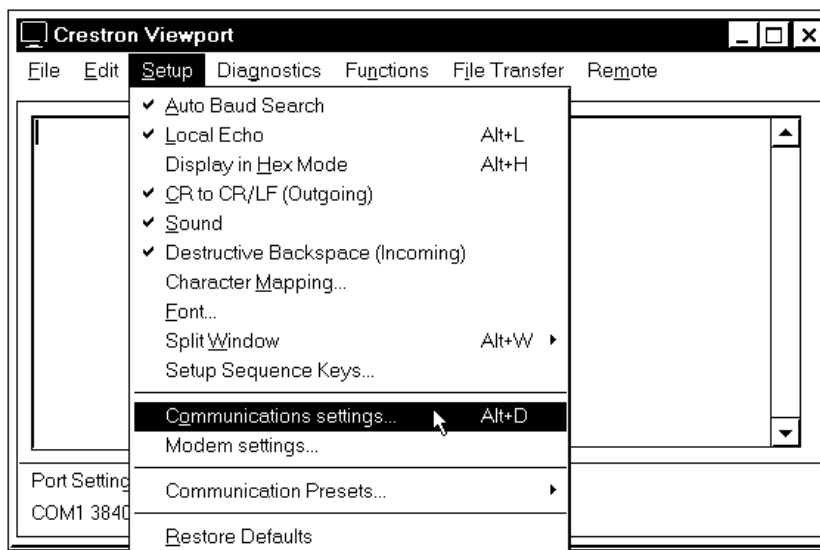 Crestron Viewport
File Edit Setup Diagnostics Functions File Transfer Remote
Auto Baud Search
Local Echo Alt+L
Display in Hex Mode Alt+H
CR to CR/LF (Outgoing)
Sound
Destructive Backspace (Incoming)
Character Mapping...
Font...
Split Window Alt+W
Setup Sequence Keys...
Communications settings... Alt+D
Modem settings...
Port Setting
Communication Presets...
COM1 3840
Restore Defaults